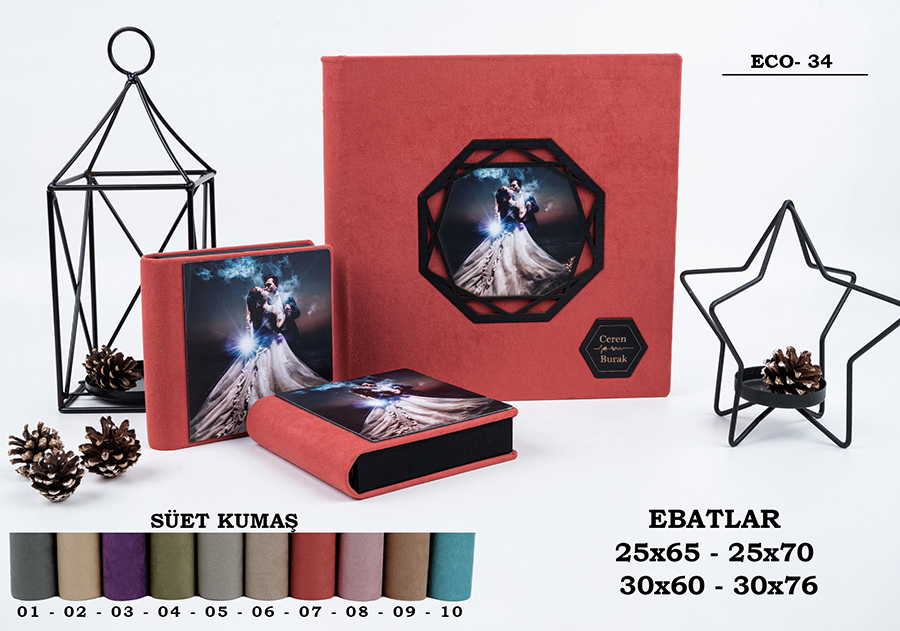 ECO- 34
Ceren
Burak
SÜET KUMAŞ
01 - 02 - 03 - 04 - 05 - 06 - 07 - 08 - 09 - 10
EBATLAR
25x65 - 25x70
30x60 - 30x76